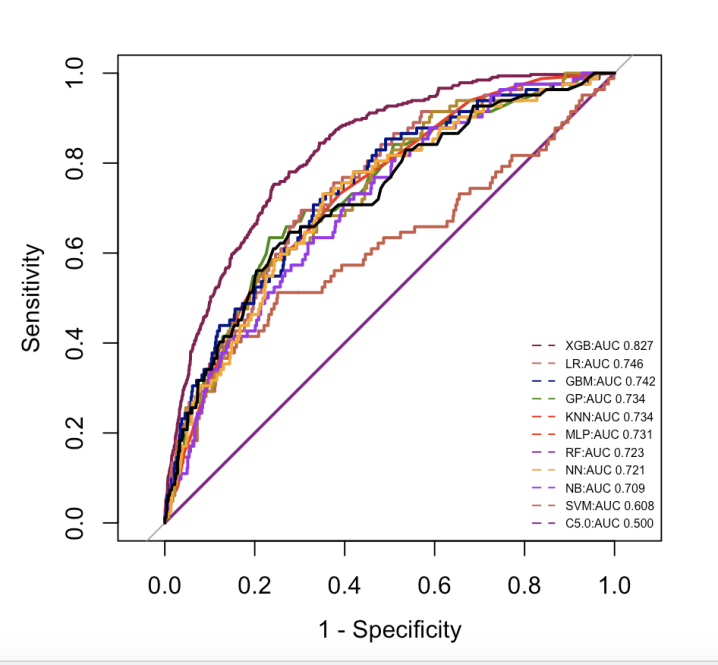 Sensitivity
1.0
0.8
0.6
0.4
0.2
0.0
XGB:AUC 0.827
LR:AUC 0.746
GBM:AUC 0.742
GP:AUC 0.734
KNN:AUC 0.734
MLP:AUC 0.731
RF:AUC 0.723
NN:AUC 0.721
NB:AUC 0.709
SVM:AUC 0.608
C5.0:AUC 0.500
0.0 0.2 0.4 0.6 0.8 1.0
1 - Specificity